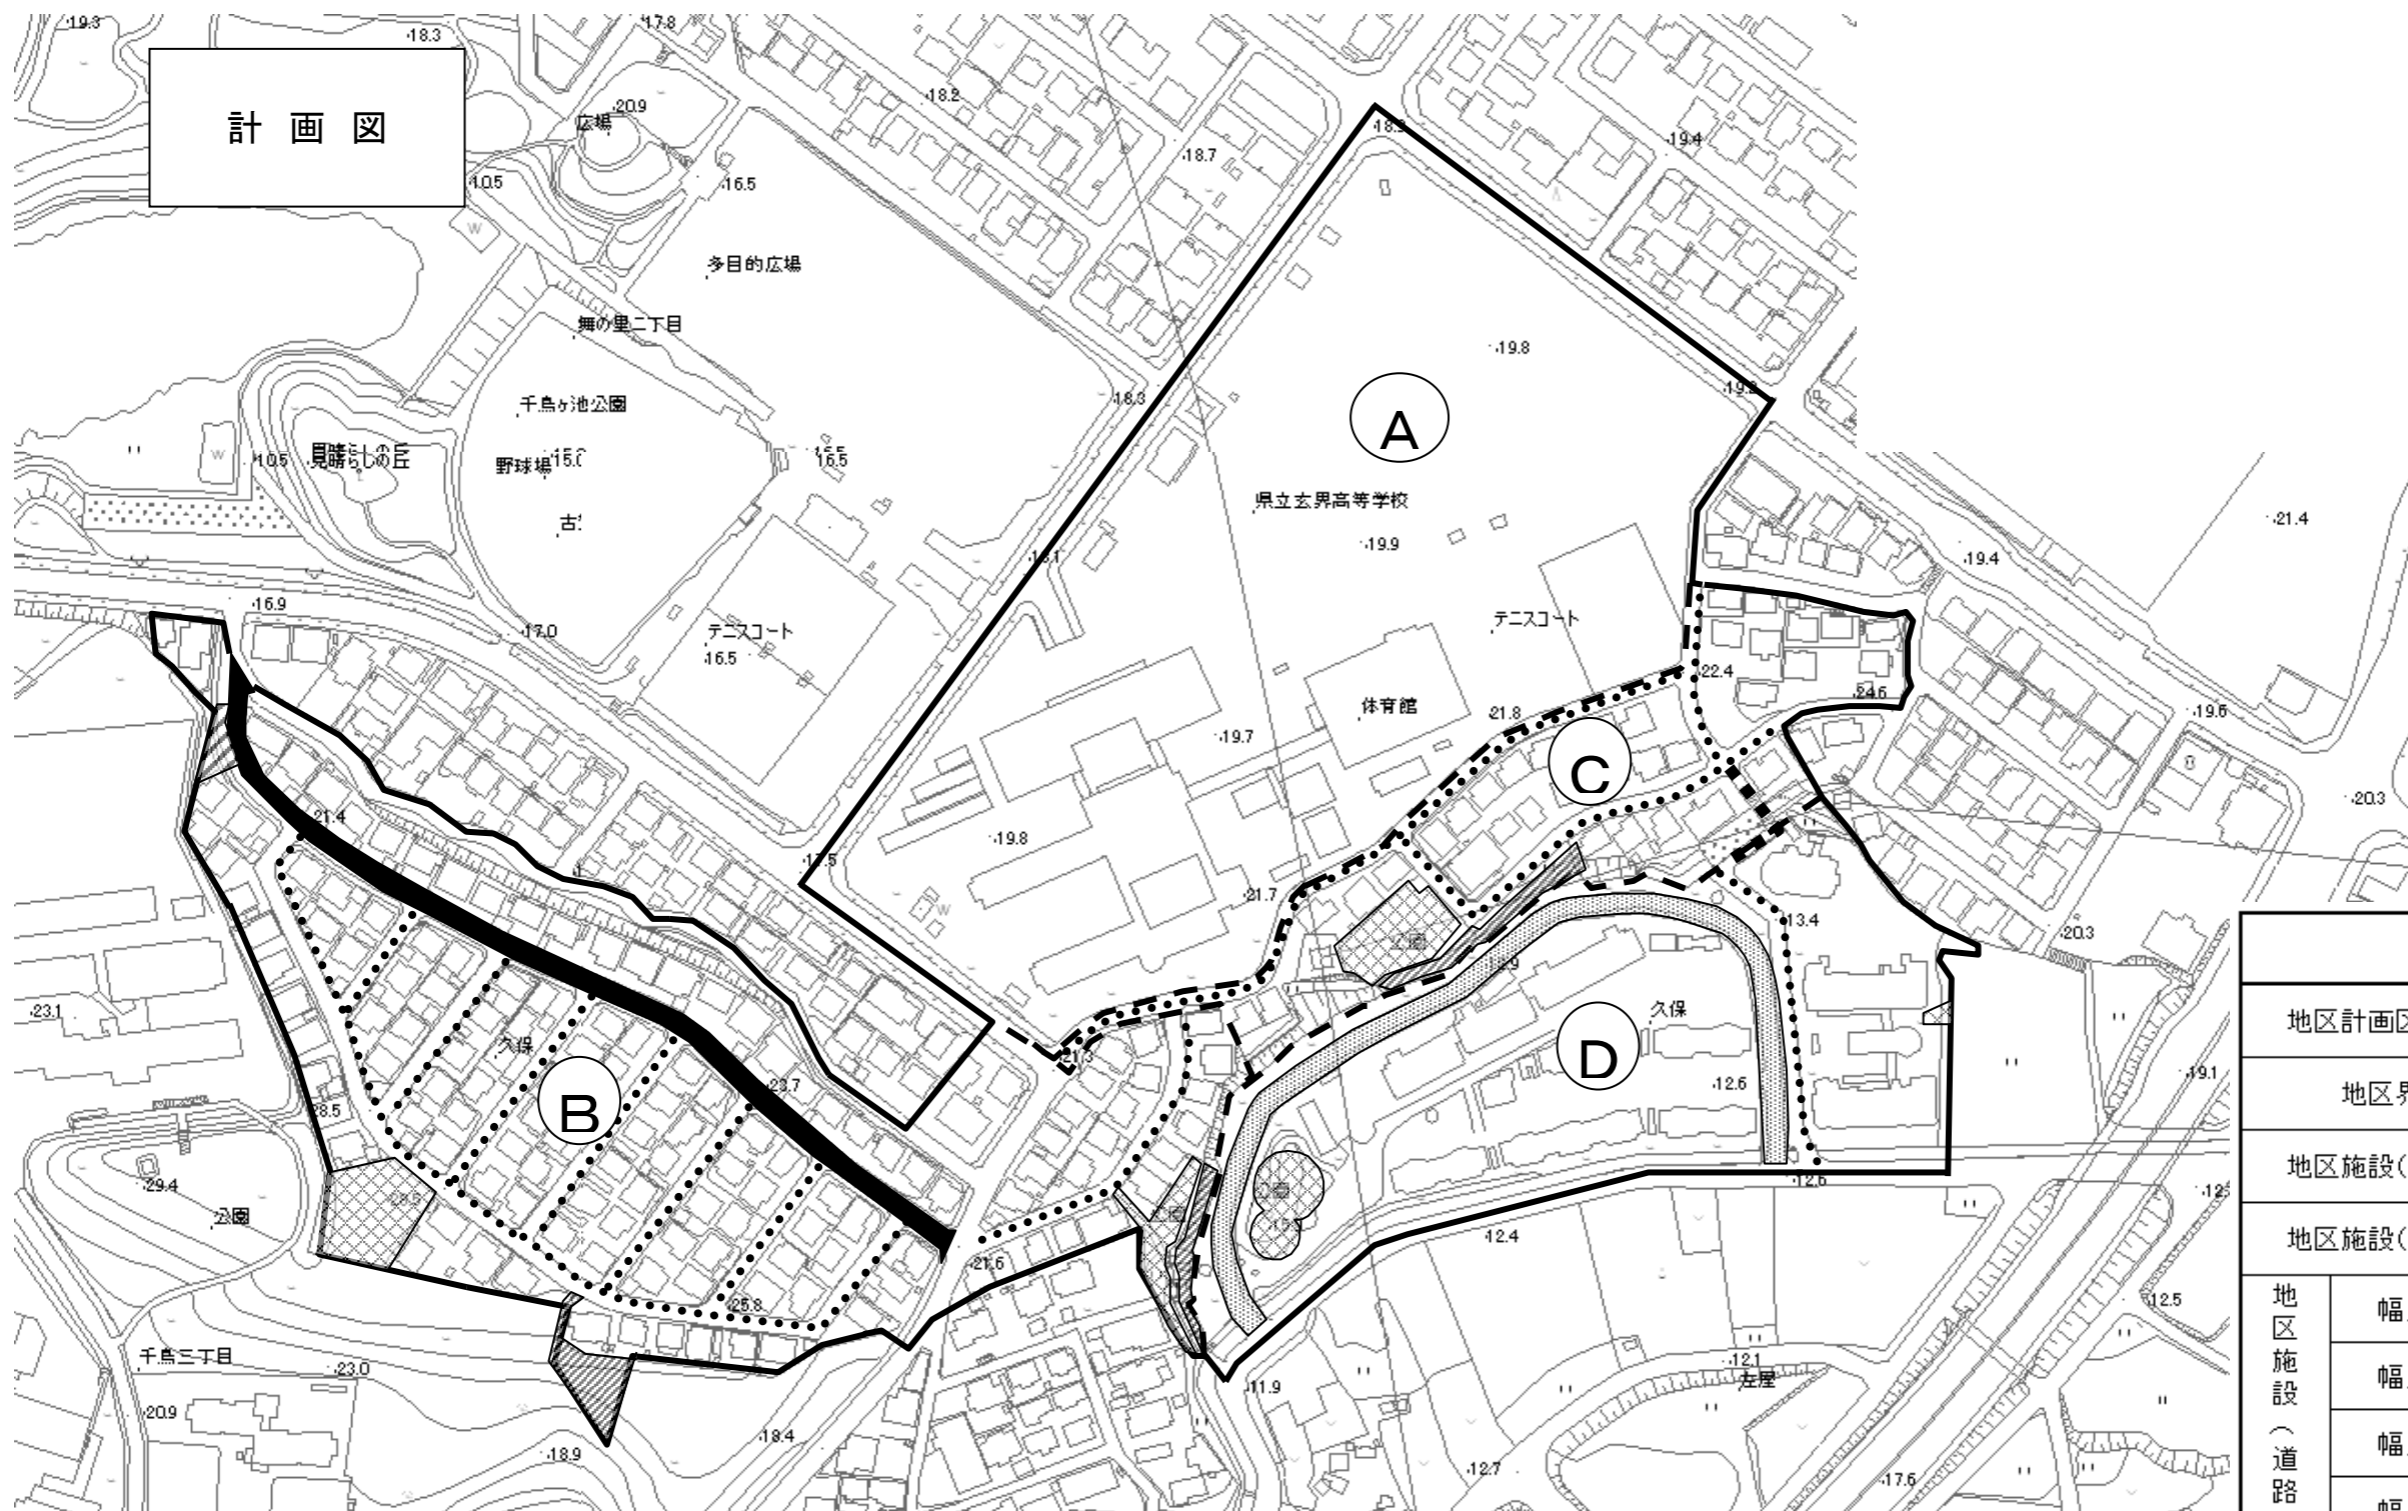 19.3
18.3
17.8
計画図
20.9
広場
18.2
18.7
19.4
10.5
16.5
多目的広場
舞の里二丁目
19.8
千鳥ヶ池公園
18.3
見晴らしの丘
10.5
野球場
16.5
A
県立玄界高等学校
19.9
21.4
19.4
16.9
17.0
テニスコート
16.5
テニスコート
22.4
24.6
体育館
21.8
19.7
19.6
C
21.4
19.8
20.3
21.7
13.4
20.3
23.1
久保
久保
地区計画区
B
23.7
21.3
D
12.6
19.1
地区界
28.5
29.4
公園
12.6
地区施設(
21.6
12.4
地区施設(
25.8
12.5
地区施設(道路
幅
幅
幅
幅
千鳥三丁目
23.0
11.9
12.1
左屋
20.9
18.9
18.4
12.7
17.6